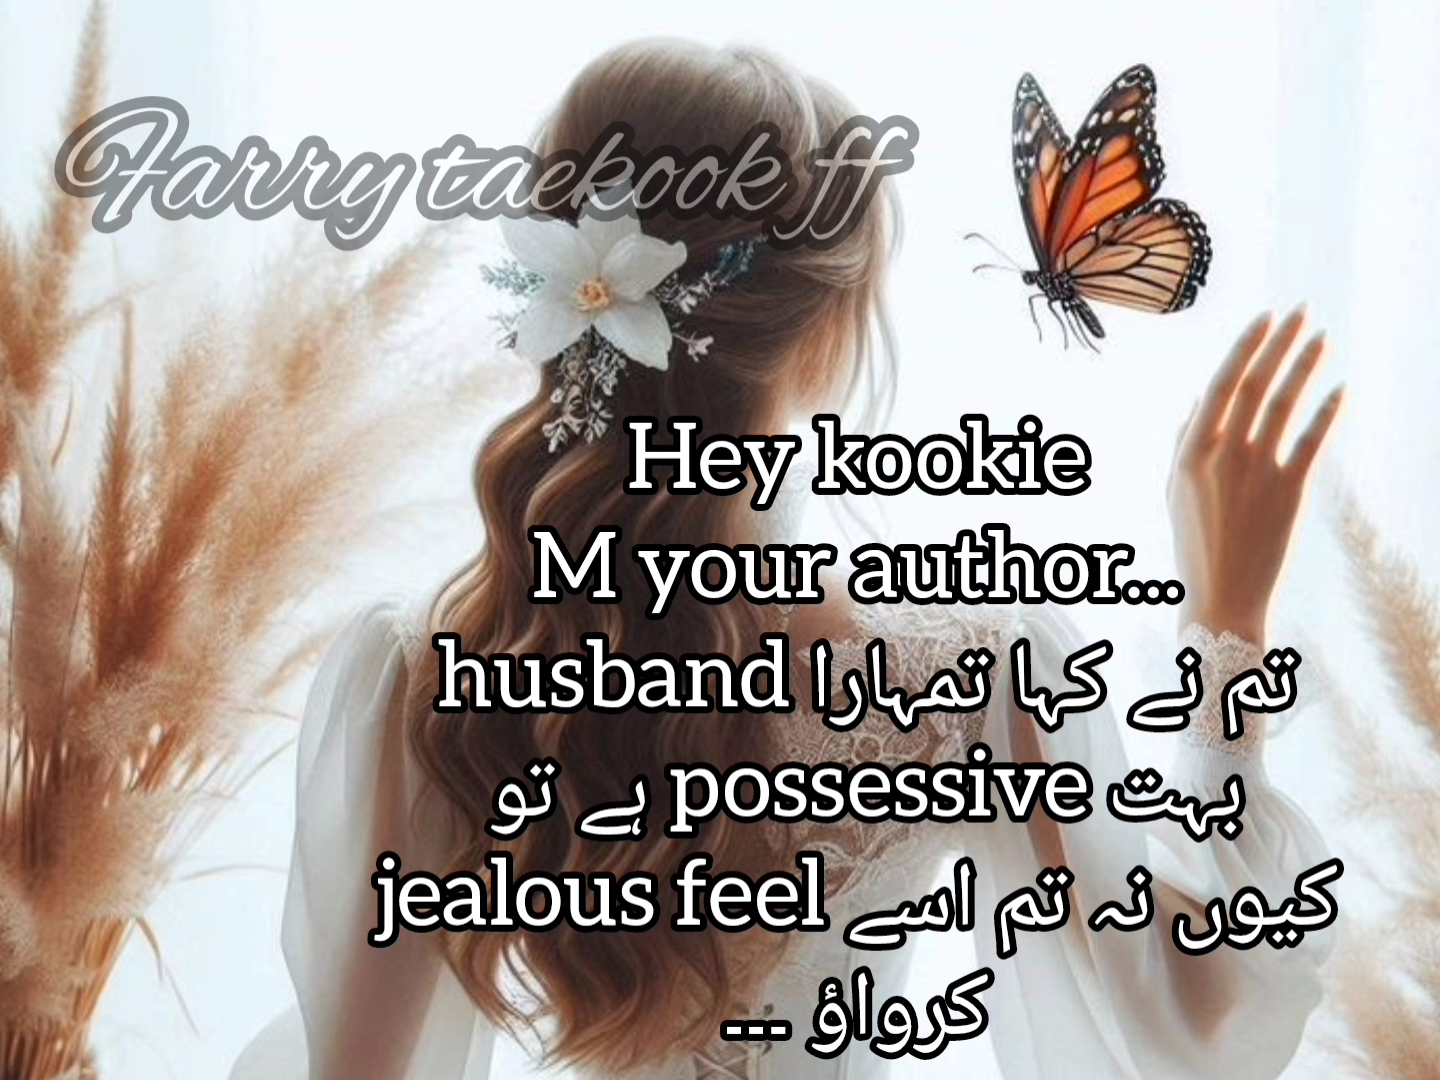 Farry taekook ff
Hey kookie
M your author...
تم نے کہا تمہارا husband
بہت possessive ہے تو
کیوں نہ تم اسے jealous feel
کرواؤ ---